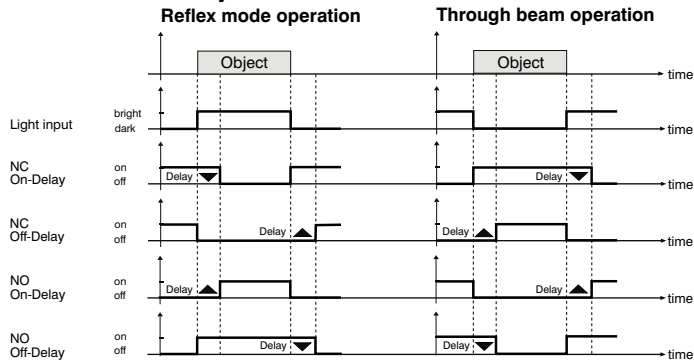 Reflex mode operation
Through beam operation
Object
Object
time
time
Light input
bright
dark
time
time
NC
On-Delay
on
off
Delay
Delay
time
NC
Off-Delay
on
off
Delay
Delay
time
NO
On-Delay
on
off
Delay
Delay
time
NO
Off-Delay
on
off
Delay
Delay
time